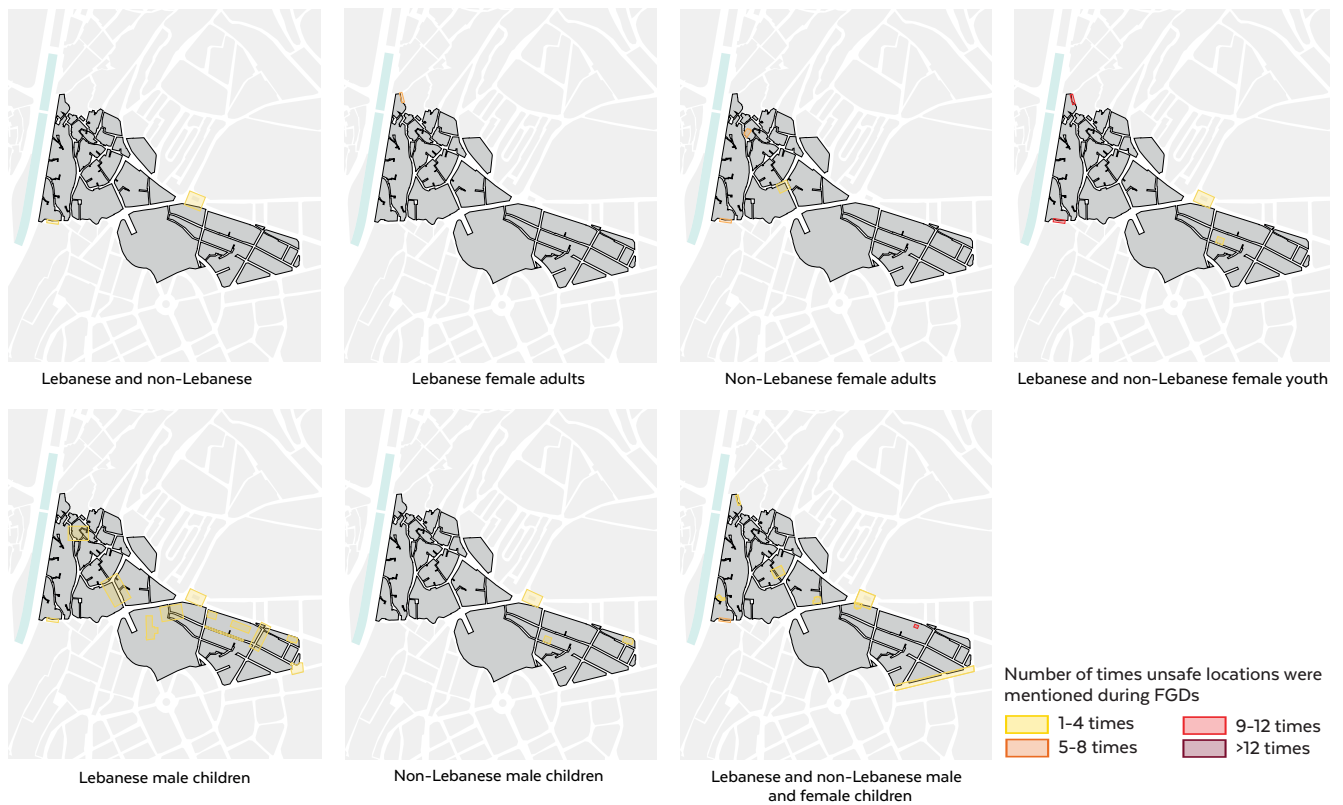 Lebanese and non-Lebanese
Lebanese female adults
Non-Lebanese female adults
Lebanese and non-Lebanese female youth
Lebanese male children
Non-Lebanese male children
Lebanese and non-Lebanese male
and female children
Number of times unsafe locations were
mentioned during FGDs
1-4 times
9-12 times
5-8 times
>12 times